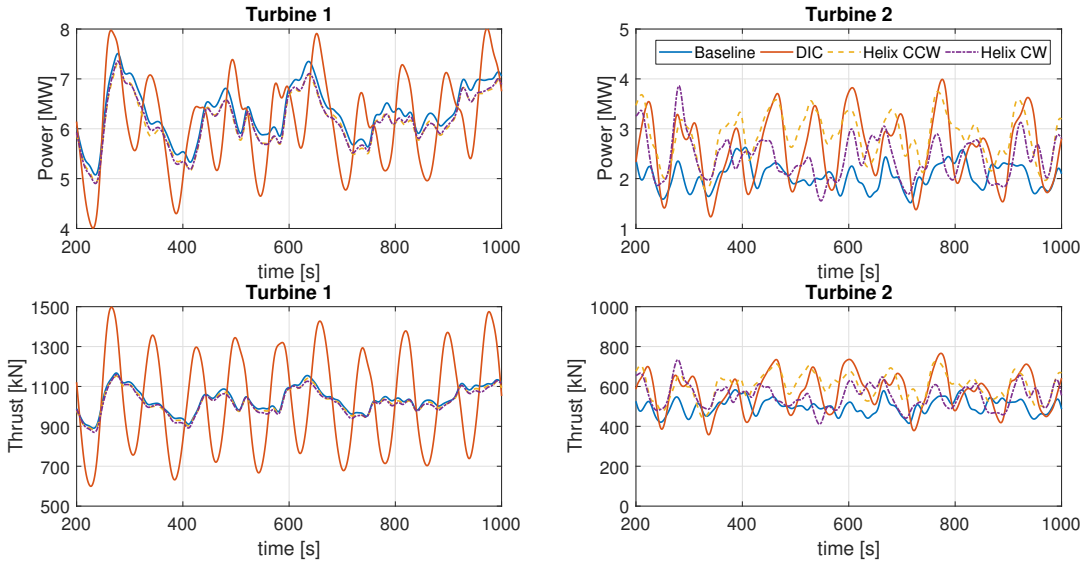 Turbine 1
Power [MW]
8
7
6
5
4
200 400 600 800 1000
time [s]
Turbine 2
Baseline DIC Helix CCW Helix CW
Power [MW]
5
4
3
2
1
200 400 600 800 1000
time [s]
Turbine 1
Thrust [kN]
1500
1300
1100
900
700
500
200 400 600 800 1000
time [s]
Turbine 2
Thrust [kN]
1000
800
600
400
200
0
200 400 600 800 1000
time [s]